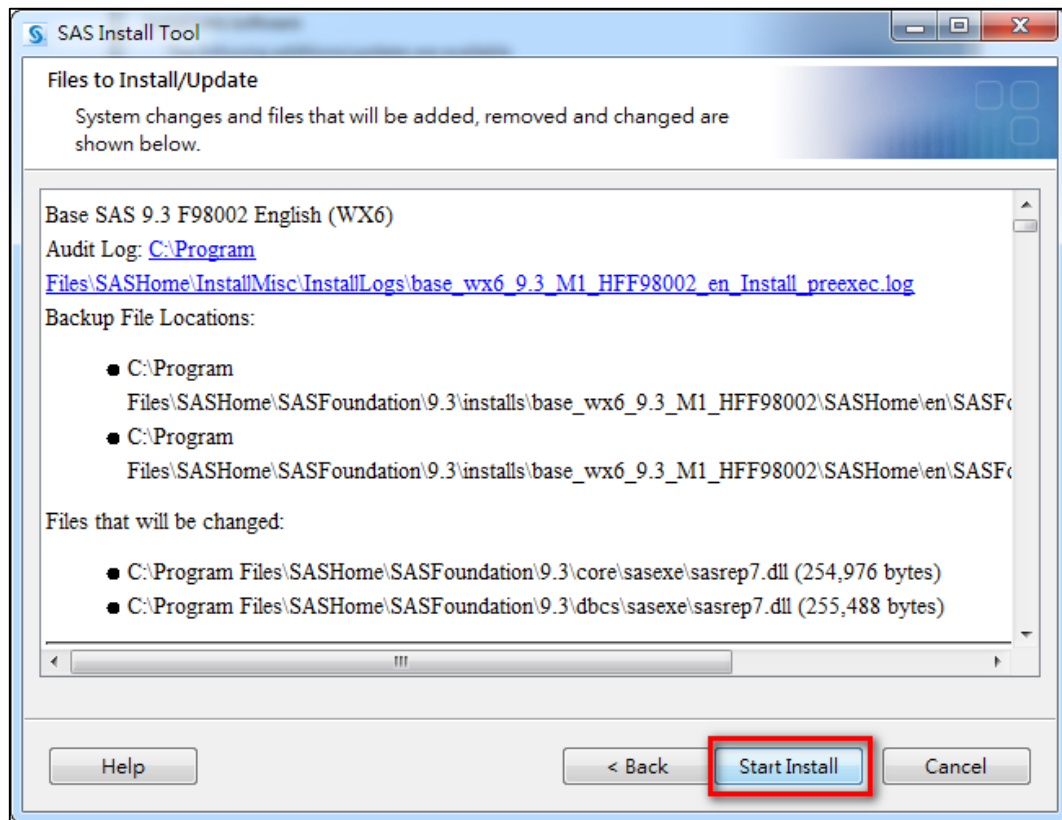 SAS Install Tool
Files to Install/Update
System changes and files that will be added, removed and changed are
shown below.
Base SAS 9.3 F98002 English (WX6)
Audit Log: C:\Program
Files\SASHome\InstallMisc\InstallLogs\base_wx6_9.3_M1_HFF98002_en_Install_preexec.log
Backup File Locations:
C:\Program
Files\SASHome\SASFoundation\9.3\installs\base_wx6_9.3_M1_HFF98002\SASHome\en\SASFo
C:\Program
Files\SASHome\SASFoundation\9.3\installs\base_wx6_9.3_M1_HFF98002\SASHome\en\SASFo
Files that will be changed:
C:\Program Files\SASHome\SASFoundation\9.3\core\sasexe\sasrep7.dll (254,976 bytes)
C:\Program Files\SASHome\SASFoundation\9.3\dbcs\sasexe\sasrep7.dll (255,488 bytes)
Help
< Back
Start Install
Cancel